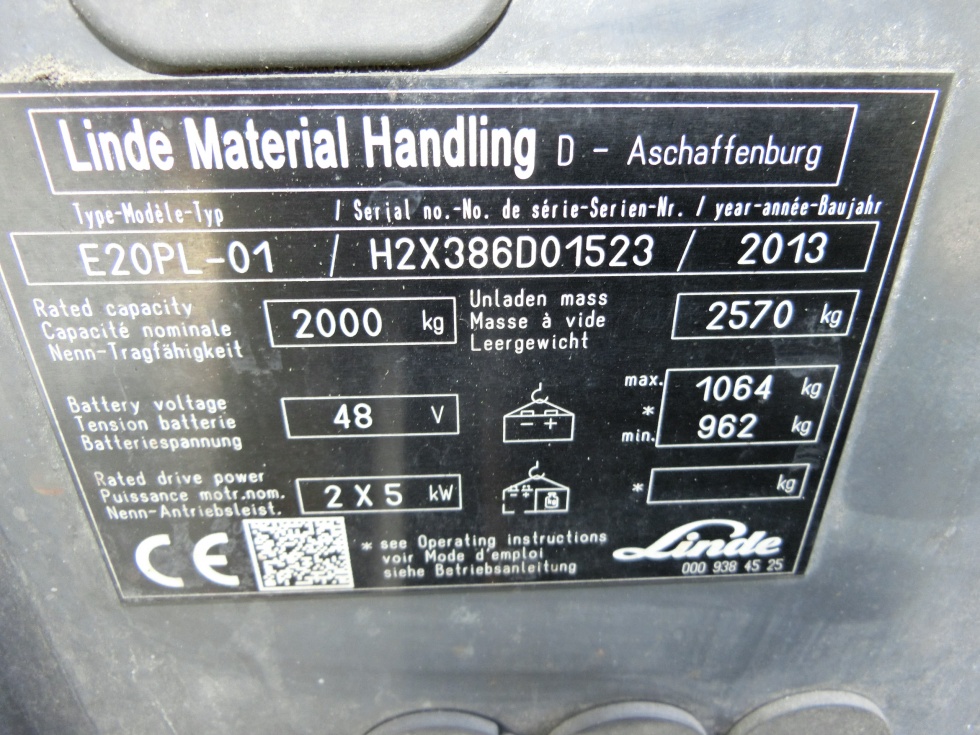 Linde Material Handling D - Aschaffenburg
Type-Modèle-Typ / Serial no.-No. de série-Serien-Nr. / year-année-Baujahr
E20PL-01 / H2X386D01523 / 2013
Rated capacity
Capacité nominale
Nenn-Tragfähigkeit
2000 kg
Unladen mass
Masse à vide
Leergewicht
2570 kg
Battery voltage
Tension batterie
Batteriespannung
48 V
- +
max. 1064 kg
*
min. 962 kg
Rated drive power
Puissance motr.nom.
Nenn-Antriebsleist.
2 X 5 kW
- +
kg
* kg
CE
* see Operating instructions
voir Mode d'emploi
siehe Betriebsanleitung
Linde
000 938 45 25